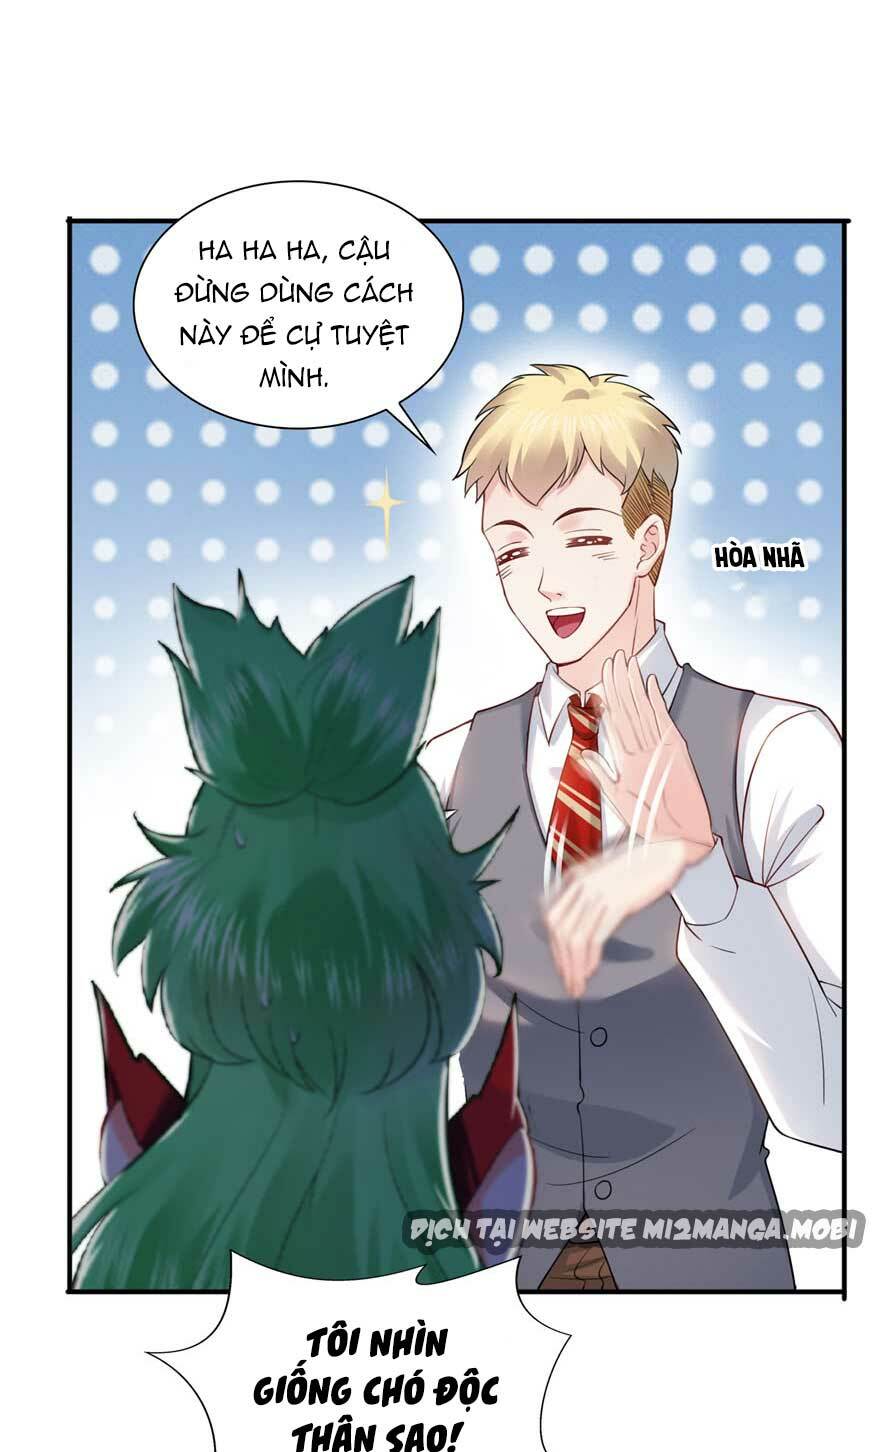 HA HA HA, CẬU
ĐỪNG DÙNG CÁCH
NÀY ĐỂ CỰ TUYỆT
MÌNH.
HÒA NHÃ
DỊCH TẠI WEBSITE MI2MANGA.MOBI
TÔI NHÌN
GIỐNG CHÓ ĐỘC
THÂN SAO!